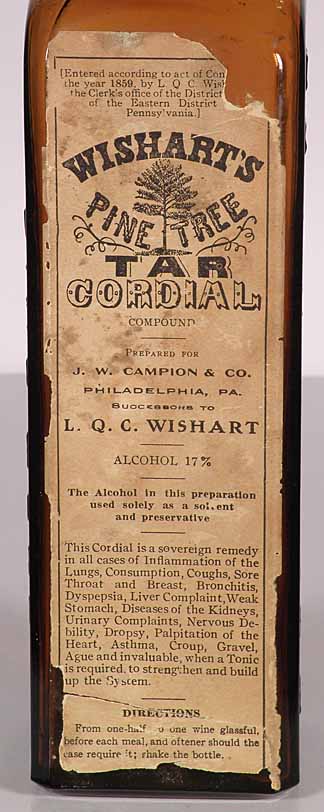 [Entered according to act of Con
the year 1859, by L Q C Wis
the Clerk's office of the District
of the Eastern District
Pennsylvania.]
WISHART'S
PINE TREE
TAR
CORDIAL
COMPOUND
PREPARED FOR
J. W. CAMPION & CO.
PHILADELPHIA, PA.
SUCCESSORS TO
L. Q. C. WISHART
ALCOHOL 17%
The Alcohol in this preparation
used solely as a solvent
and preservative
This Cordial is a sovereign remedy
in all cases of Inflammation of the
Lungs, Consumption, Coughs, Sore
Throat and Breast, Bronchitis,
Dyspepsia, Liver Complaint, Weak
Stomach, Diseases of the Kidneys,
Urinary Complaints, Nervous De-
bility, Dropsy, Palpitation of the
Heart, Asthma, Croup, Gravel,
Ague and invaluable, when a Tonic
is required, to strengthen and build
up the System.
DIRECTIONS
From one-half to one wine glassful,
before each meal, and oftener should the
case require it; shake the bottle.